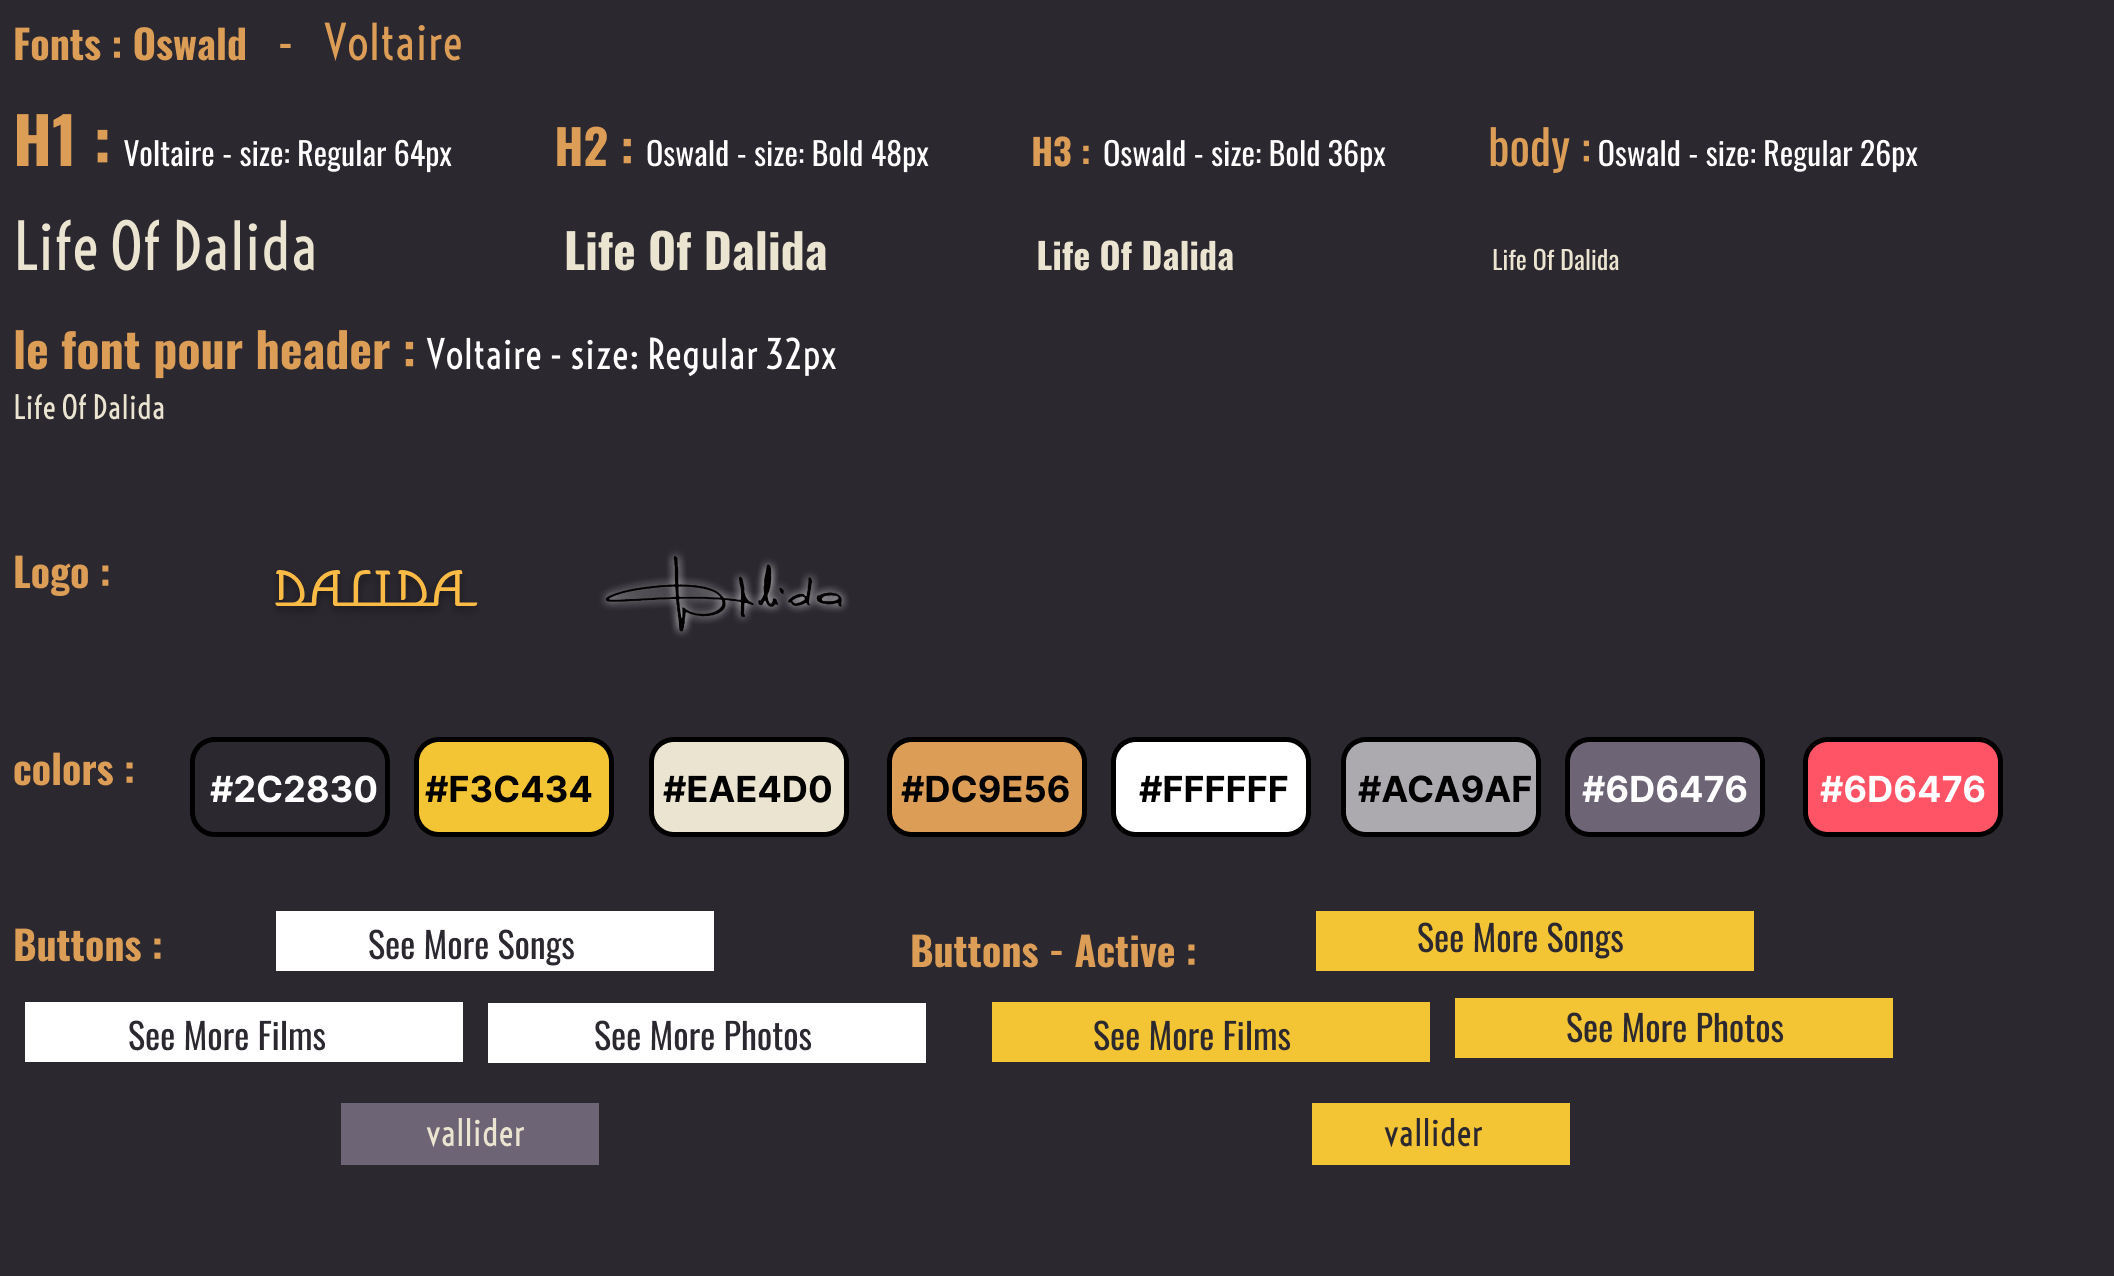 Fonts : Oswald - Voltaire
H1 : Voltaire - size: Regular 64px
H2 : Oswald - size: Bold 48px
H3 : Oswald - size: Bold 36px
body : Oswald - size: Regular 26px
Life Of Dalida
Life Of Dalida
Life Of Dalida
Life Of Dalida
le font pour header : Voltaire - size: Regular 32px
Life Of Dalida
Logo :
DALIDA
Dalida
colors :
#2C2830
#F3C434
#EAE4D0
#DC9E56
#FFFFFF
#ACA9AF
#6D6476
#6D6476
Buttons :
See More Songs
See More Films
See More Photos
vallider
Buttons - Active :
See More Songs
See More Films
See More Photos
vallider